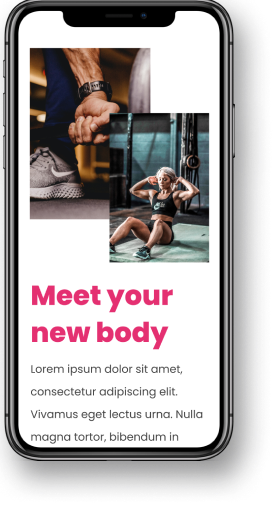 Meet your
new body
Lorem ipsum dolor sit amet,
consectetur adipiscing elit.
Vivamus eget lectus urna. Nulla
magna tortor, bibendum in